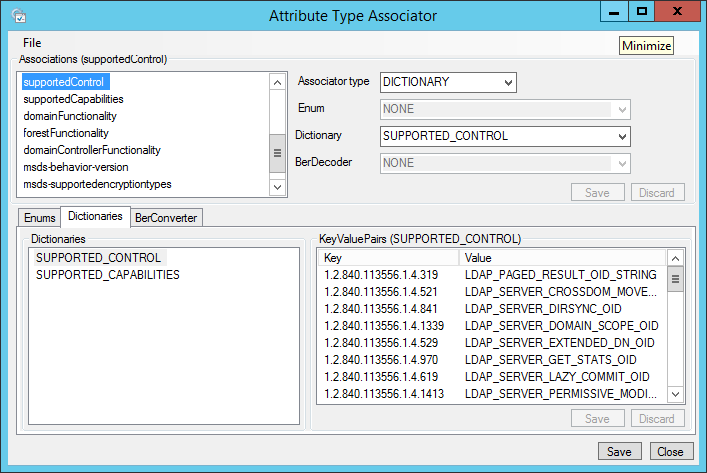 Attribute Type Associator
File
Minimize
Associations (supportedControl)
supportedControl
supportedCapabilities
domainFunctionality
forestFunctionality
domainControllerFunctionality
msds-behavior-version
msds-supportedencryptiontypes
Associator type DICTIONARY
Enum NONE
Dictionary SUPPORTED_CONTROL
BerDecoder NONE
Save Discard
Enums Dictionaries BerConverter
Dictionaries
SUPPORTED_CONTROL
SUPPORTED_CAPABILITIES
KeyValuePairs (SUPPORTED_CONTROL)
Key Value
1.2.840.113556.1.4.319 LDAP_PAGED_RESULT_OID_STRING
1.2.840.113556.1.4.521 LDAP_SERVER_CROSSDOM_MOVE...
1.2.840.113556.1.4.841 LDAP_SERVER_DIRSYNC_OID
1.2.840.113556.1.4.1339 LDAP_SERVER_DOMAIN_SCOPE_OID
1.2.840.113556.1.4.529 LDAP_SERVER_EXTENDED_DN_OID
1.2.840.113556.1.4.970 LDAP_SERVER_GET_STATS_OID
1.2.840.113556.1.4.619 LDAP_SERVER_LAZY_COMMIT_OID
1.2.840.113556.1.4.1413 LDAP_SERVER_PERMISSIVE_MODI...
Save Discard
Save Close